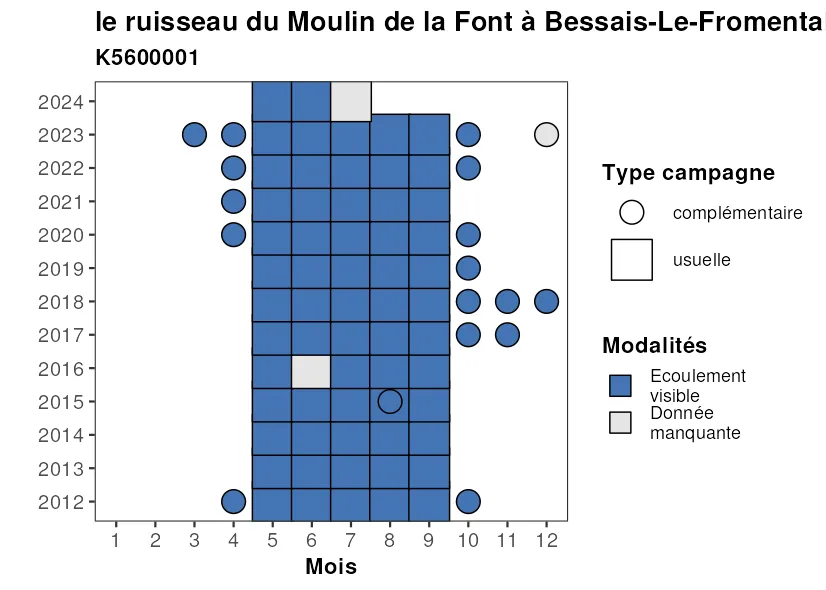 le ruisseau du Moulin de la Font à Bessais-Le-Fromental
K5600001
2024
2023
2022
2021
2020
2019
2018
2017
2016
2015
2014
2013
2012
1 2 3 4 5 6 7 8 9 10 11 12
Mois
Type campagne
complémentaire
usuelle
Modalités
Ecoulement
visible
Donnée
manquante